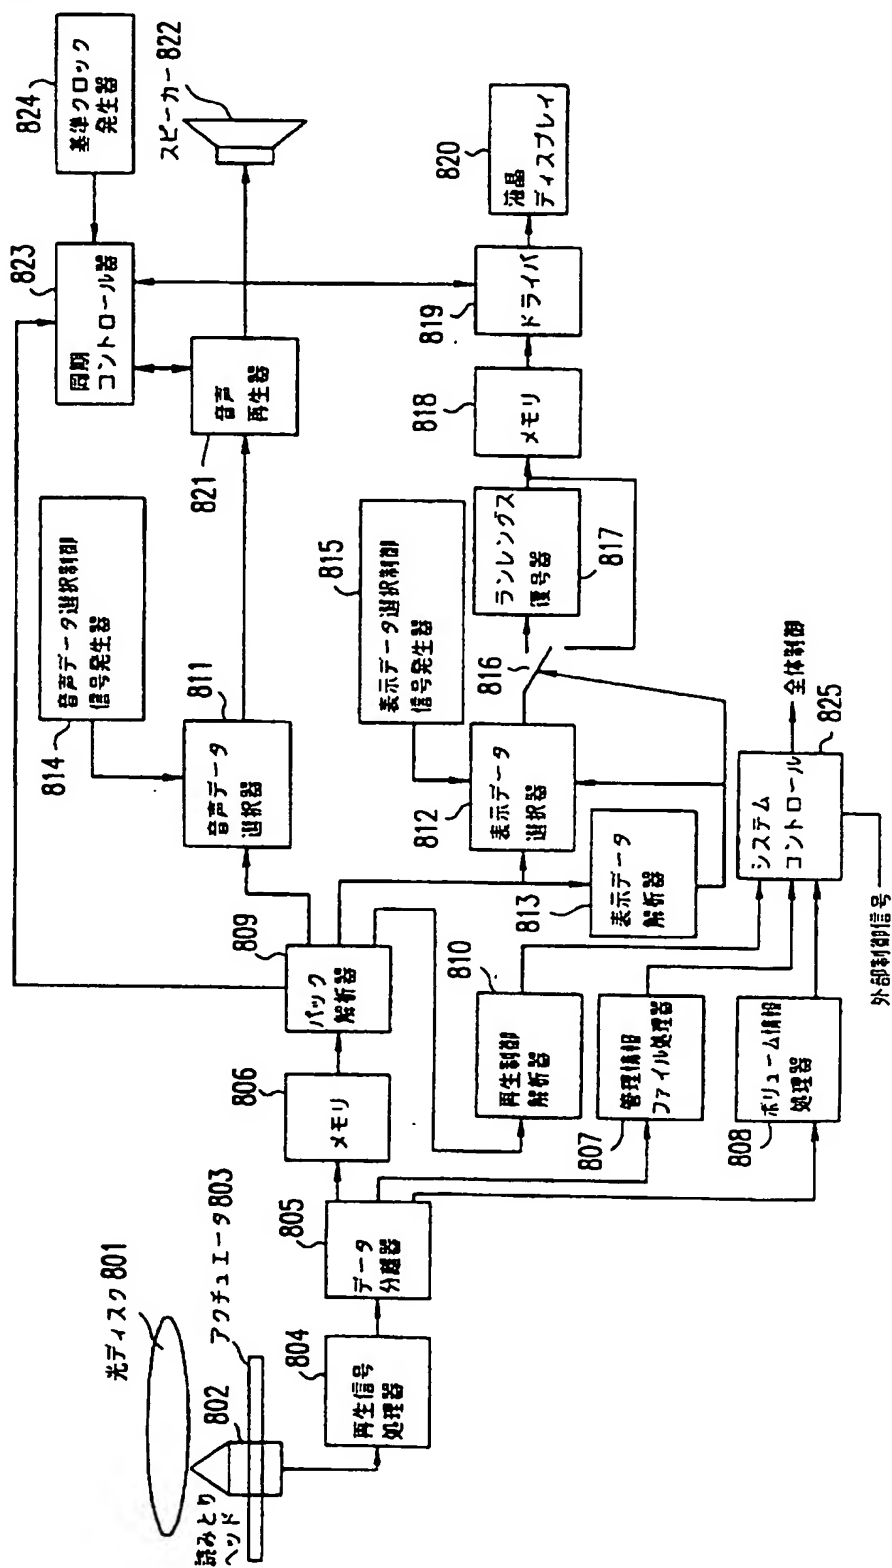 光ディスク801
読みとり
ヘッド
802
アクチュエータ803
804
再生信号
処理器
805
データ
分離器
806
メモリ
809
パック
解析器
810
再生制御
解析器
807
管理情報
ファイル処理器
808
ボリューム情報
処理器
814
音声データ選択制御
信号発生器
811
音声データ
選択器
812
表示データ
選択器
813
表示データ
解析器
815
表示データ選択制御
信号発生器
816
817
ランレングス
復号器
818
メモリ
819
ドライバ
820
液晶
ディスプレイ
821
音声
再生器
スピーカー822
823
同期
コントロール器
824
基準クロック
発生器
システム
コントロール
825
全体制御
外部制御信号